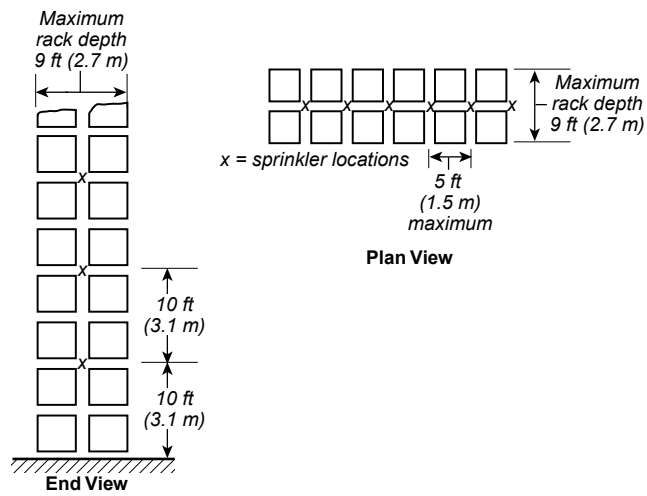 Maximum
rack depth
9 ft (2.7 m)
x
x
x
10 ft
(3.1 m)
10 ft
(3.1 m)
End View
x x x x x x
Maximum
rack depth
9 ft (2.7 m)
x = sprinkler locations
5 ft
(1.5 m)
maximum
Plan View